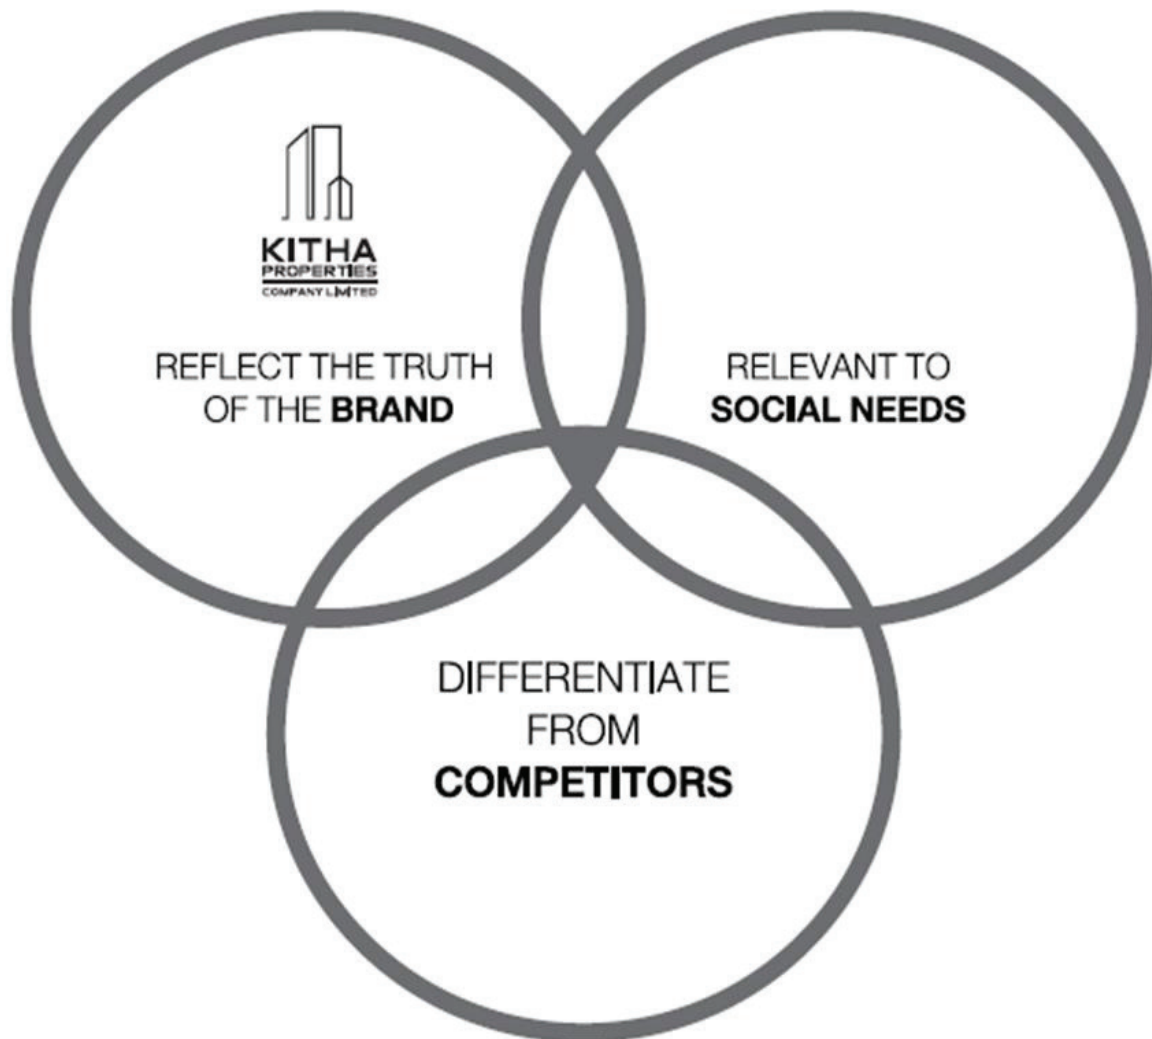 KITHA
PROPERTIES
COMPANY LIMITED
REFLECT THE TRUTH
OF THE BRAND
RELEVANT TO
SOCIAL NEEDS
DIFFERENTIATE
FROM
COMPETITORS